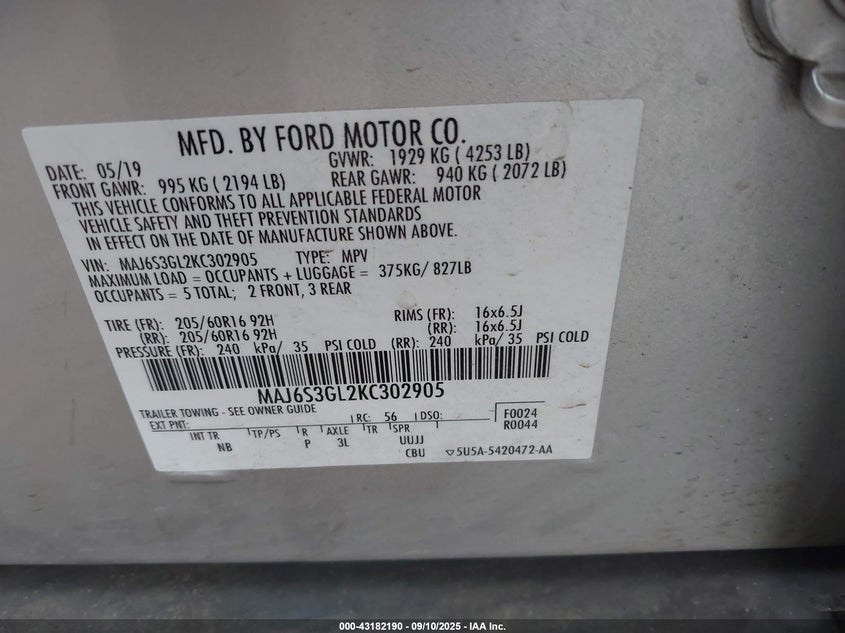 MFD. BY FORD MOTOR CO.
DATE: 05/19 GVWR: 1929 KG ( 4253 LB)
FRONT GAWR: 995 KG ( 2194 LB) REAR GAWR: 940 KG ( 2072 LB)
THIS VEHICLE CONFORMS TO ALL APPLICABLE FEDERAL MOTOR
VEHICLE SAFETY AND THEFT PREVENTION STANDARDS
IN EFFECT ON THE DATE OF MANUFACTURE SHOWN ABOVE.
VIN: MAJ6S3GL2KC302905 TYPE: MPV
MAXIMUM LOAD = OCCUPANTS + LUGGAGE = 375KG/ 827LB
OCCUPANTS = 5 TOTAL; 2 FRONT, 3 REAR
TIRE (FR): 205/60R16 92H RIMS (FR): 16x6.5J
(RR): 205/60R16 92H (RR): 16x6.5J
PRESSURE (FR): 240 kPa/ 35 PSI COLD (RR): 240 kPa/ 35 PSI COLD
MAJ6S3GL2KC302905
TRAILER TOWING - SEE OWNER GUIDE
EXT PNT: RC: 56 DSO: F0024
R0044
INT TR TP/PS R AXLE TR SPR
NB P 3L UUJJ
CBU ▽5U5A-5420472-AA
000-43182190 - 09/10/2025 - IAA Inc.